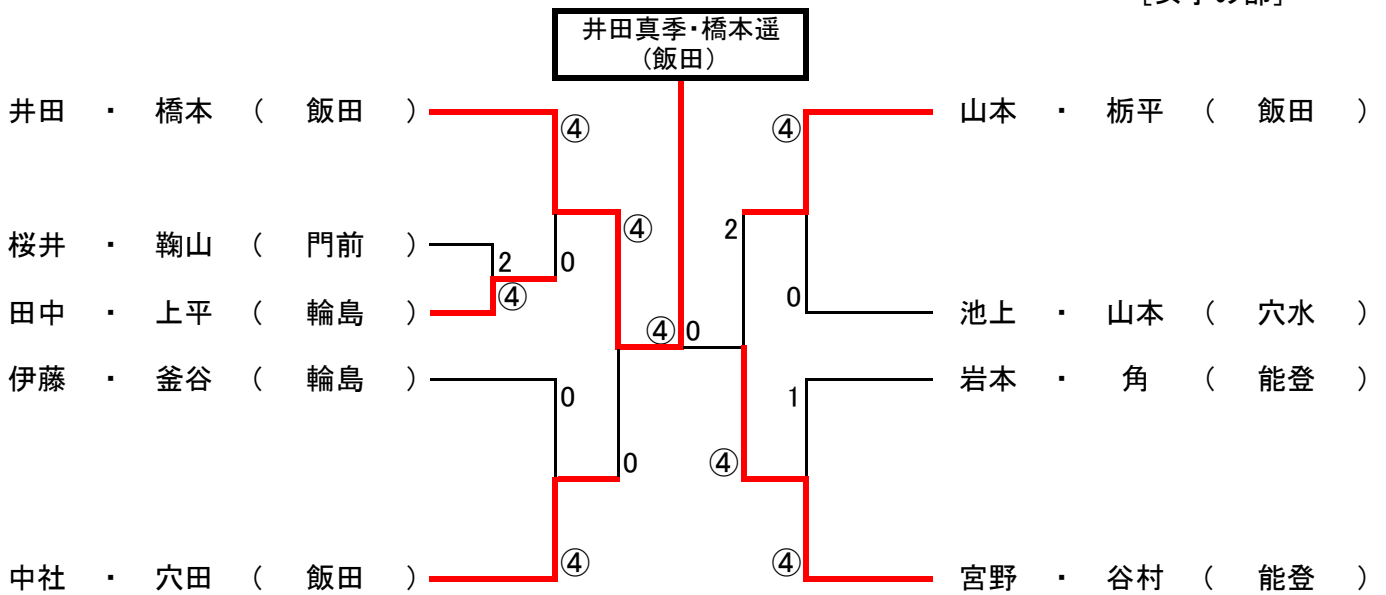 井田真季・橋本遥
（飯田）
井田 ・ 橋本 （ 飯田 ）
④
④
山本 ・ 栃平 （ 飯田 ）
桜井 ・ 鞠山 （ 門前 ）
2
0
④
2
田中 ・ 上平 （ 輪島 ）
④
④
0
0
池上 ・ 山本 （ 穴水 ）
伊藤 ・ 釜谷 （ 輪島 ）
0
1
岩本 ・ 角 （ 能登 ）
0
④
中社 ・ 穴田 （ 飯田 ）
④
④
宮野 ・ 谷村 （ 能登 ）